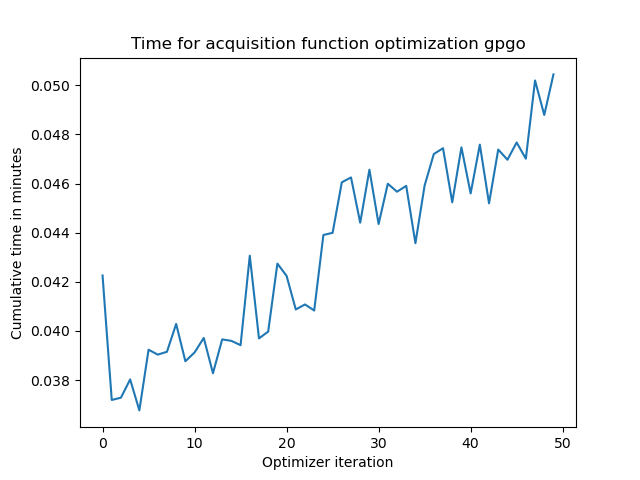 Time for acquisition function optimization gpgo
Cumulative time in minutes
0.050
0.048
0.046
0.044
0.042
0.040
0.038
0 10 20 30 40 50
Optimizer iteration